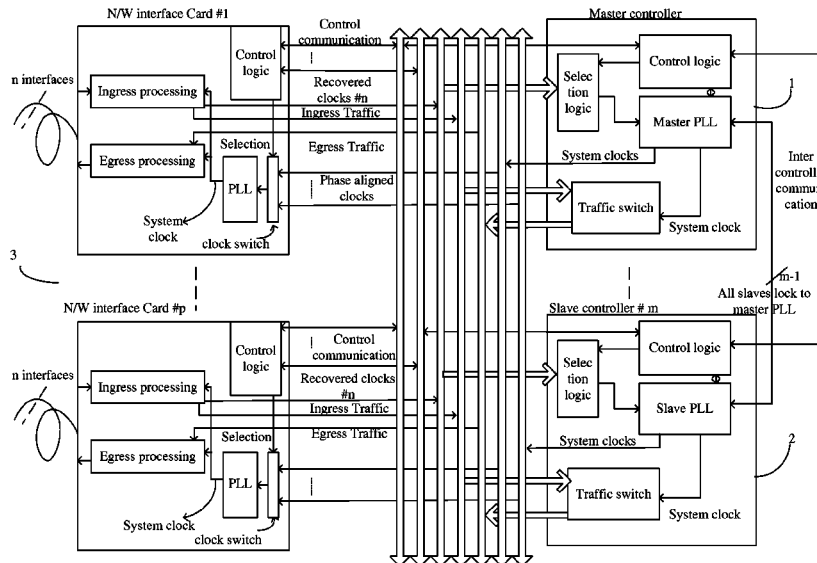 N/W interface Card #1
n interfaces
Ingress processing
Egress processing
Control
logic
Selection
PLL
System
clock
clock switch
Control
communication
Recovered
clocks #n
Ingress Traffic
Egress Traffic
Phase aligned
clocks
3
N/W interface Card #p
n interfaces
Ingress processing
Egress processing
Control
logic
Selection
PLL
System clock
clock switch
Control
communication
Recovered clocks
#n
Ingress Traffic
Egress Traffic
Master controller
Selec
tion
logic
Control logic
Master PLL
System clocks
Traffic switch
System clock
1
Inter
controller
communi
cation
m-1
All slaves lock to
master PLL
Slave controller # m
Selec
tion
logic
Control logic
Slave PLL
System clocks
Traffic switch
System clock
2